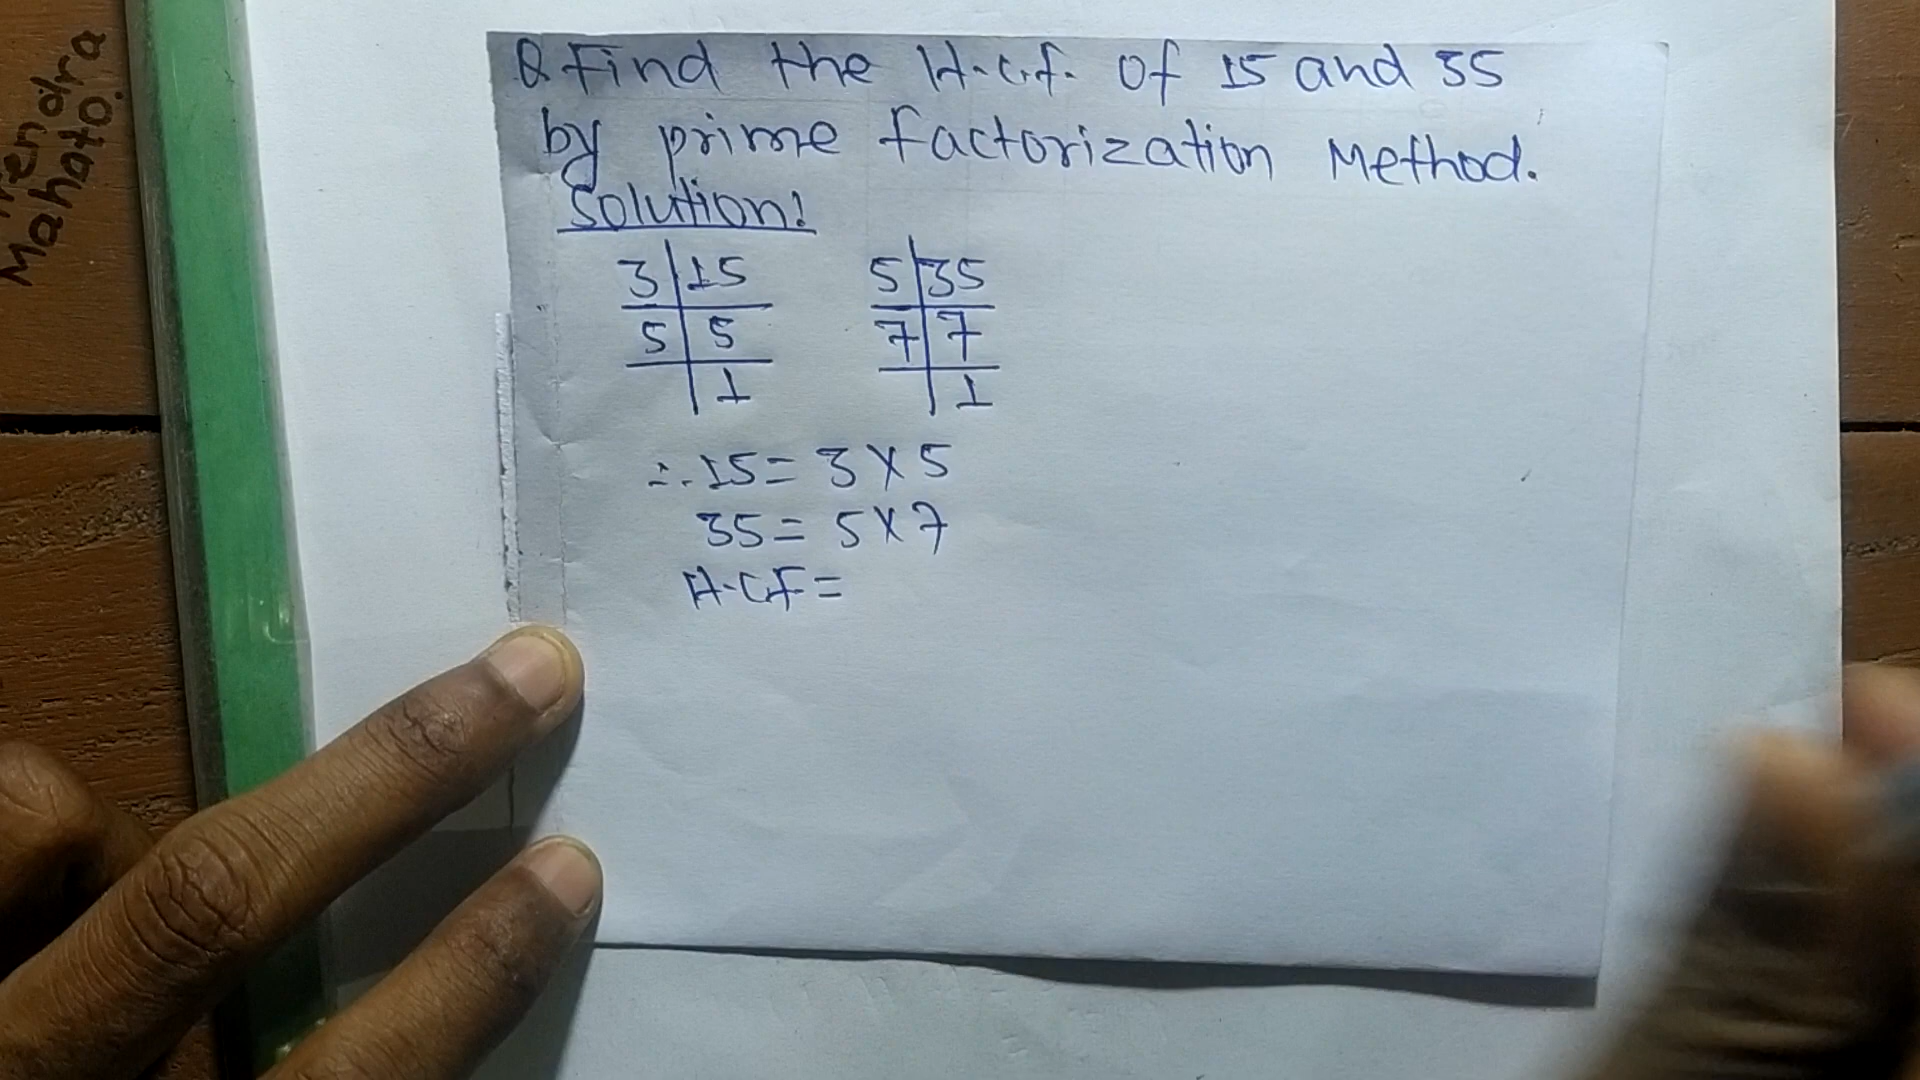 Mahato.
Q Find the H.C.F. of 15 and 35
by prime factorization Method.
Solution:
3 15 5 35
5 5 7 7
1 1
∴ 15 = 3 × 5
35 = 5 × 7
H.C.F =